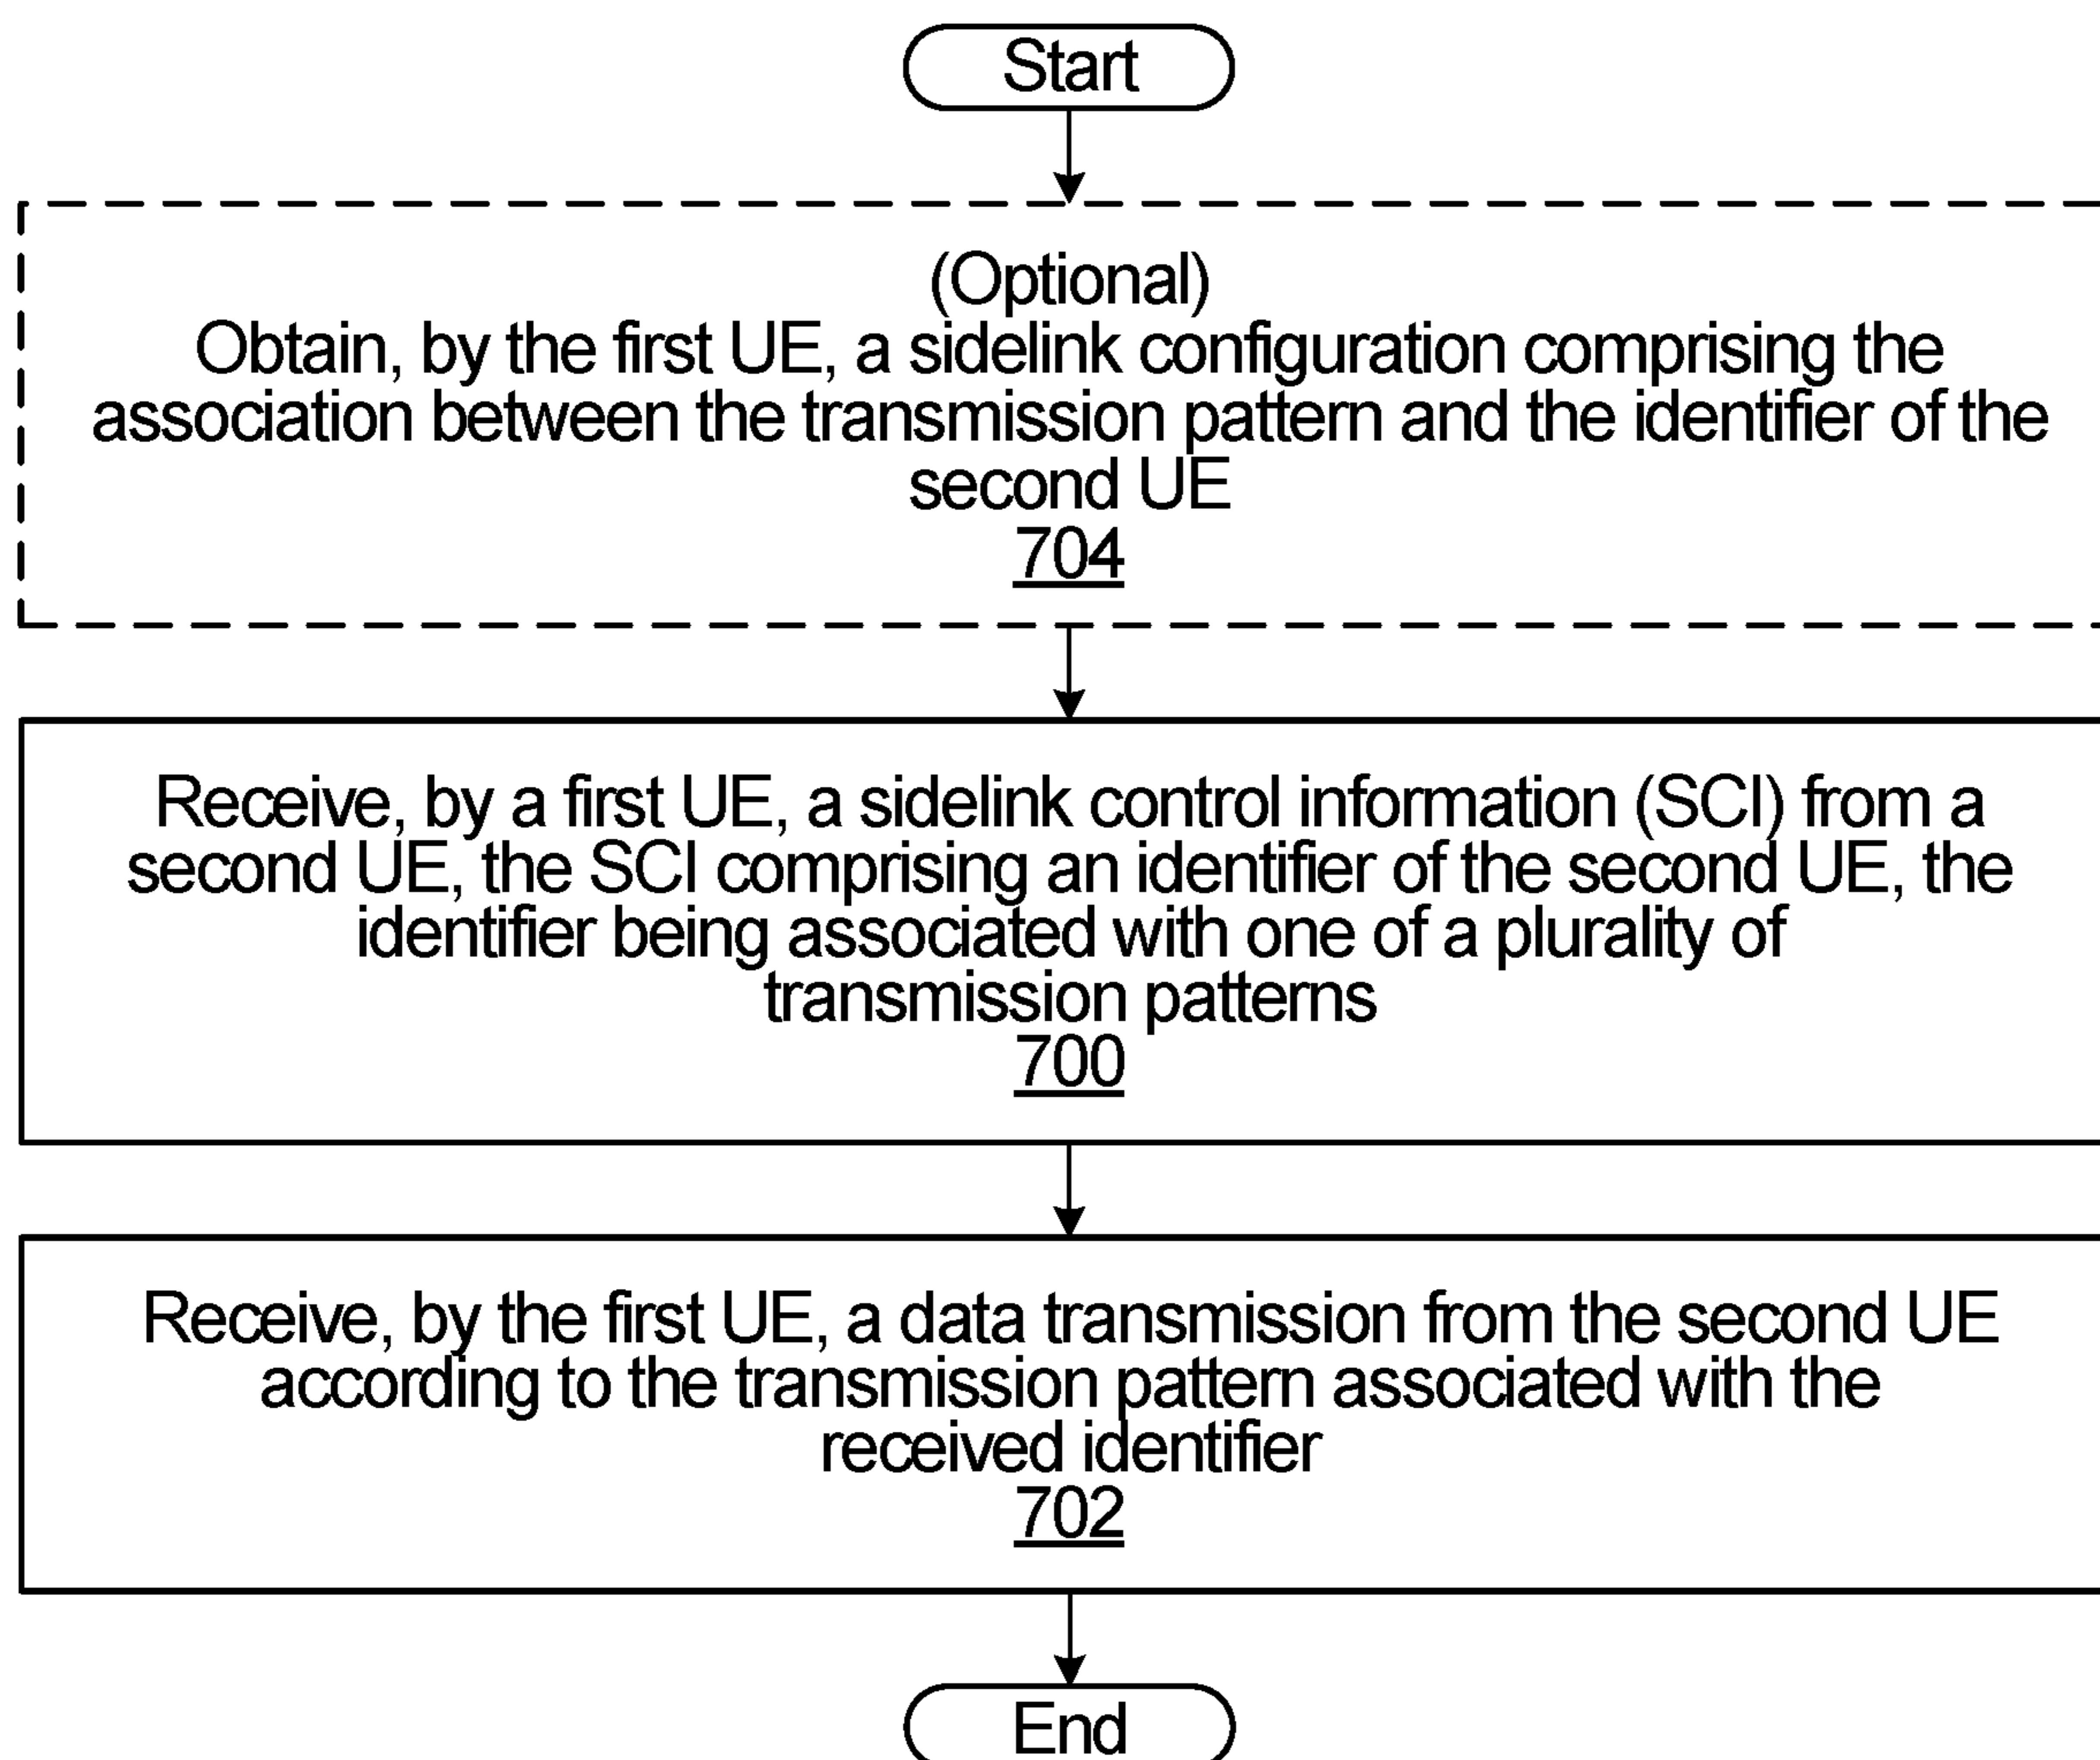 Start
(Optional)
Obtain, by the first UE, a sidelink configuration comprising the
association between the transmission pattern and the identifier of the
second UE
704
Receive, by a first UE, a sidelink control information (SCI) from a
second UE, the SCI comprising an identifier of the second UE, the
identifier being associated with one of a plurality of
transmission patterns
700
Receive, by the first UE, a data transmission from the second UE
according to the transmission pattern associated with the
received identifier
702
End